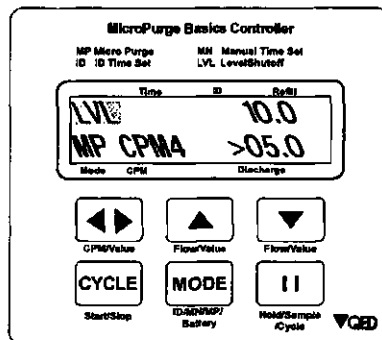 MicroPurge Basics Controller
MP Micro Purge MN Manual Time Set
ID ID Time Set LVL LevelShutoff
Time ID Refill
LVL 10.0
MP CPM4 >05.0
Mode CPM Discharge
CPM/Value Flow/Value Flow/Value
CYCLE MODE II
Start/Stop ID/MN/MP/ Hold/Sample
Battery /Cycle
QED